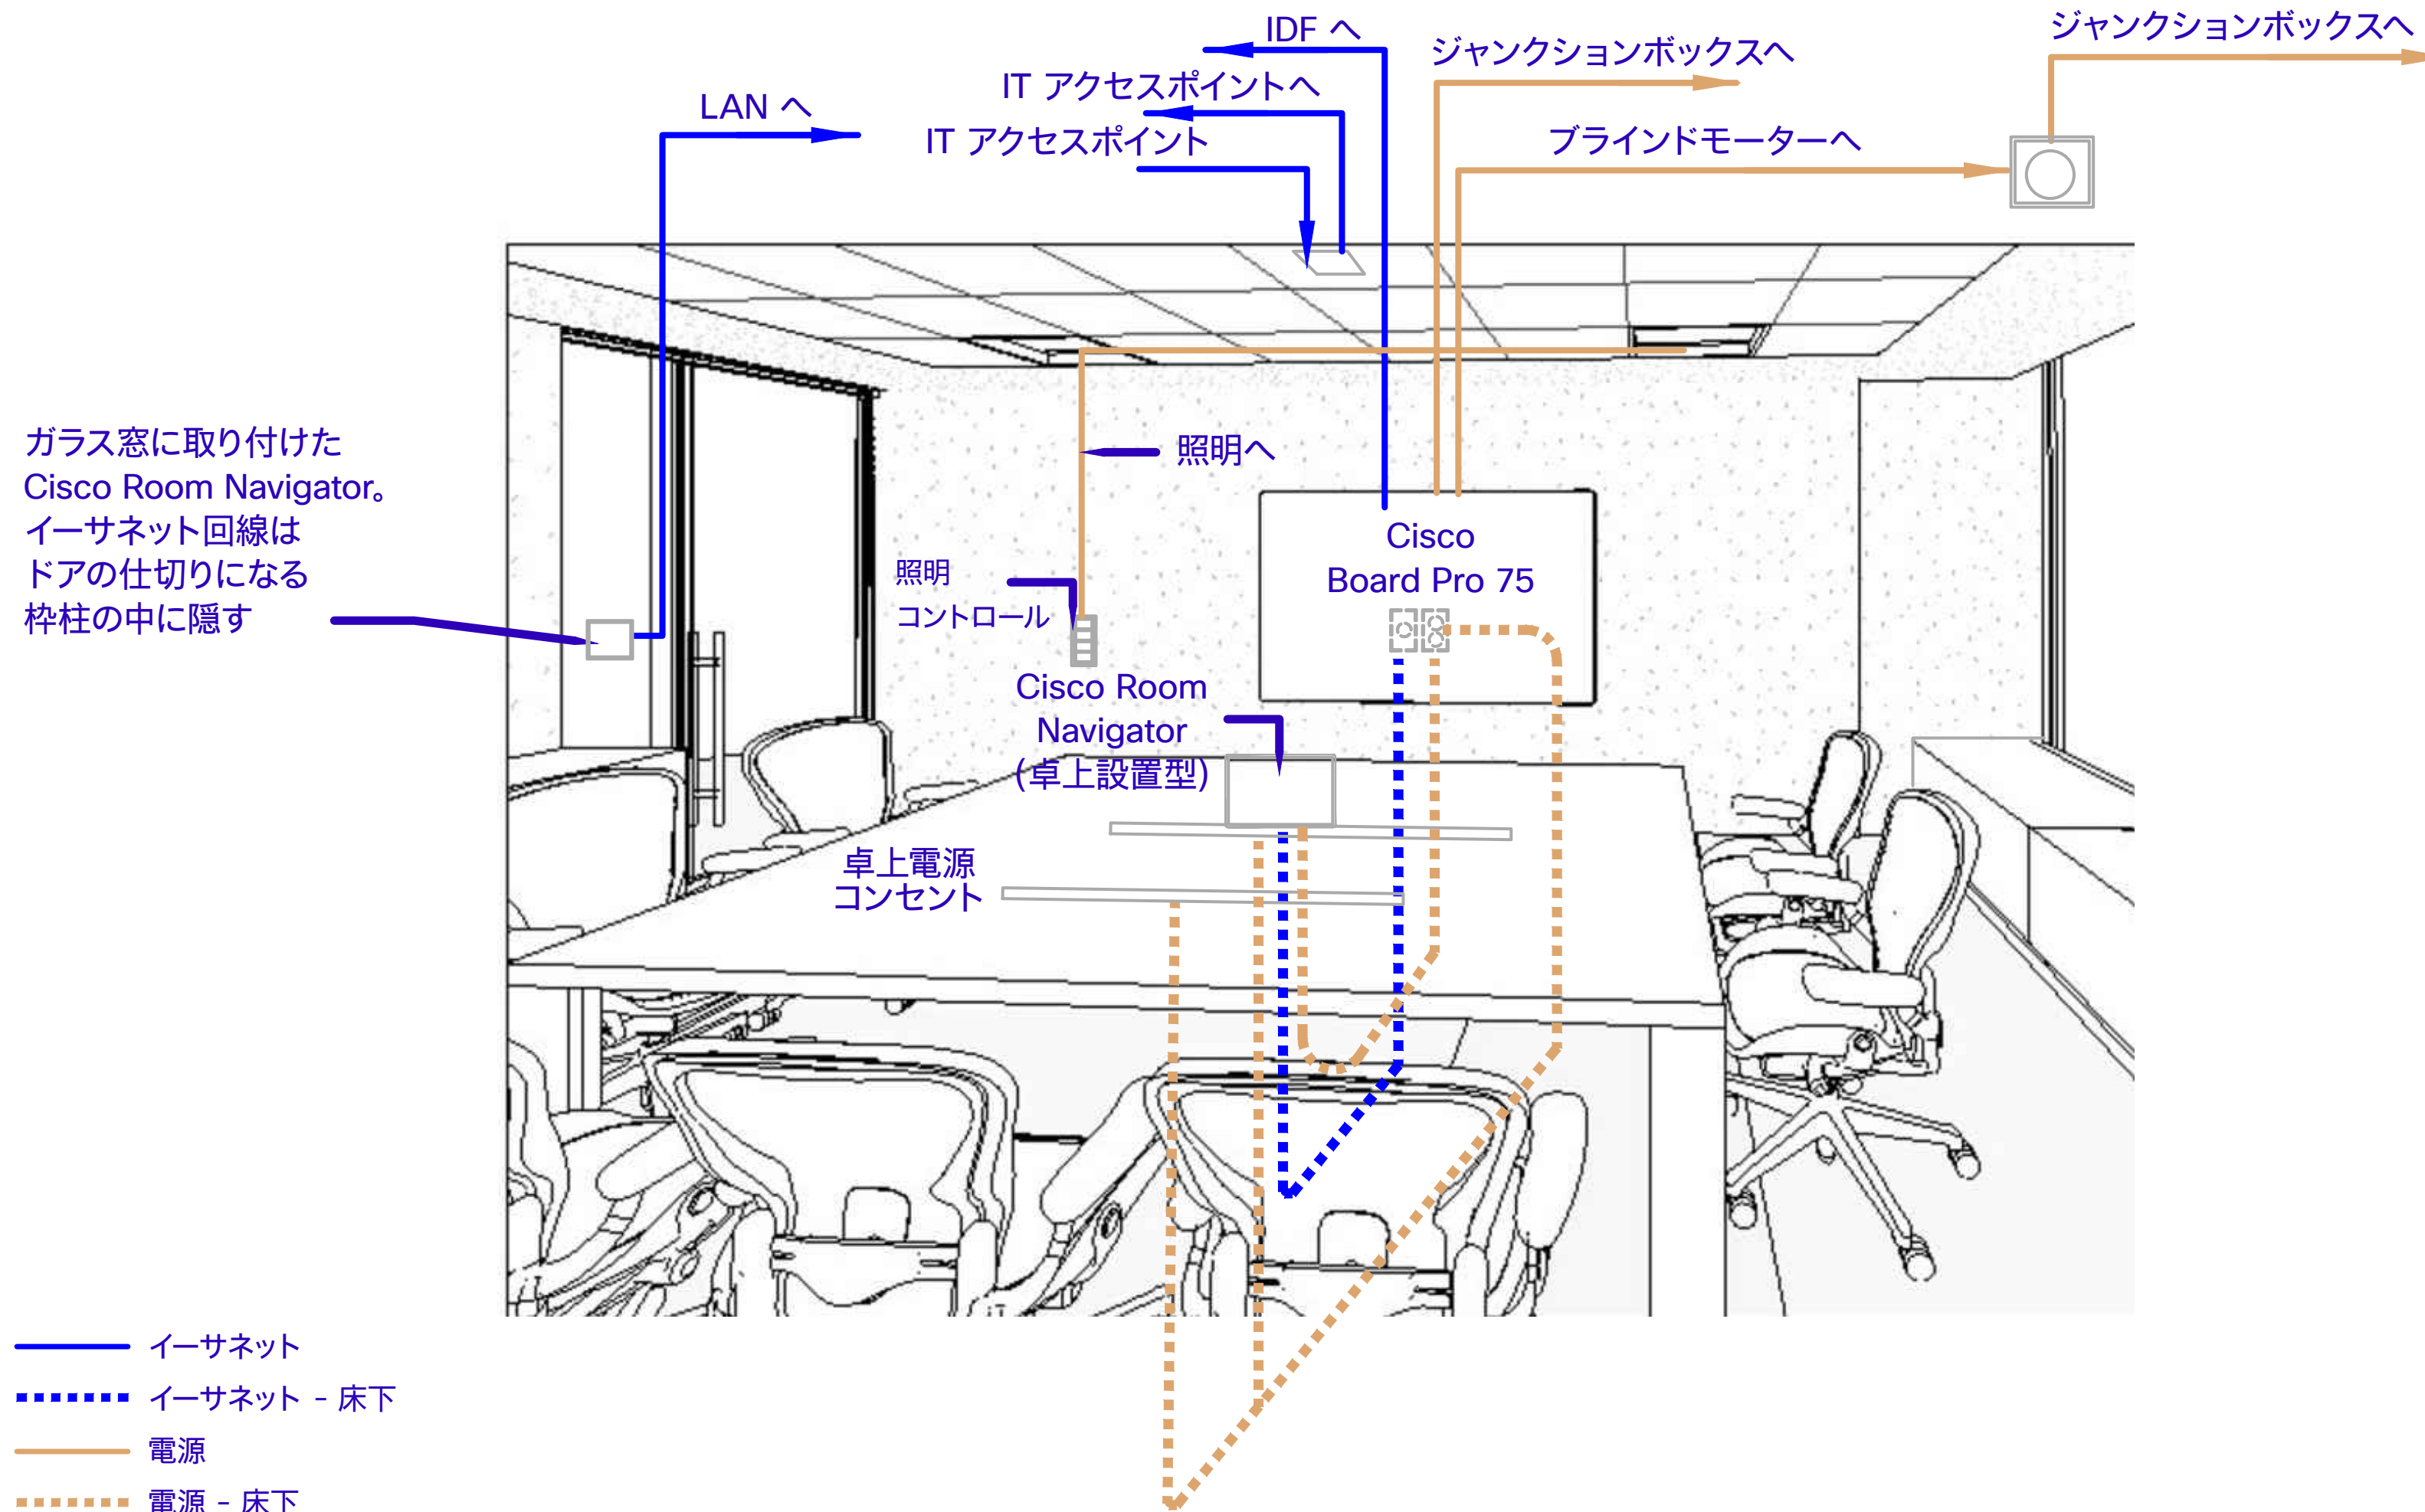 ジャンクションボックスへ
IDF へ
ジャンクションボックスへ
IT アクセスポイントへ
LAN へ
IT アクセスポイント
ブラインドモーターへ
ガラス窓に取り付けた
Cisco Room Navigator。
イーサネット回線は
ドアの仕切りになる
枠柱の中に隠す
照明へ
Cisco
Board Pro 75
照明
コントロール
Cisco Room
Navigator
(卓上設置型)
卓上電源
コンセント
イーサネット
イーサネット - 床下
電源
電源 - 床下